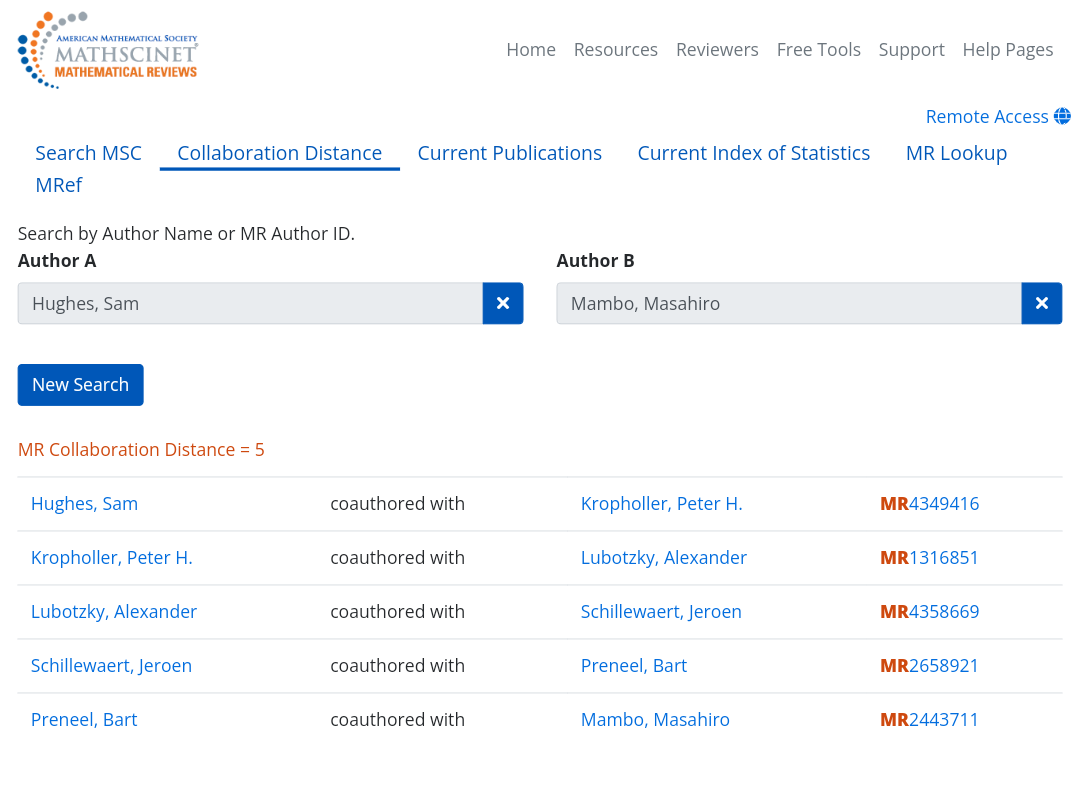 AMERICAN MATHEMATICAL SOCIETY
MATHSCINET®
MATHEMATICAL REVIEWS
Home Resources Reviewers Free Tools Support Help Pages
Remote Access
Search MSC Collaboration Distance Current Publications Current Index of Statistics MR Lookup
MRef
Search by Author Name or MR Author ID.
Author A Author B
Hughes, Sam Mambo, Masahiro
New Search
MR Collaboration Distance = 5
Hughes, Sam coauthored with Kropholler, Peter H. MR4349416
Kropholler, Peter H. coauthored with Lubotzky, Alexander MR1316851
Lubotzky, Alexander coauthored with Schillewaert, Jeroen MR4358669
Schillewaert, Jeroen coauthored with Preneel, Bart MR2658921
Preneel, Bart coauthored with Mambo, Masahiro MR2443711